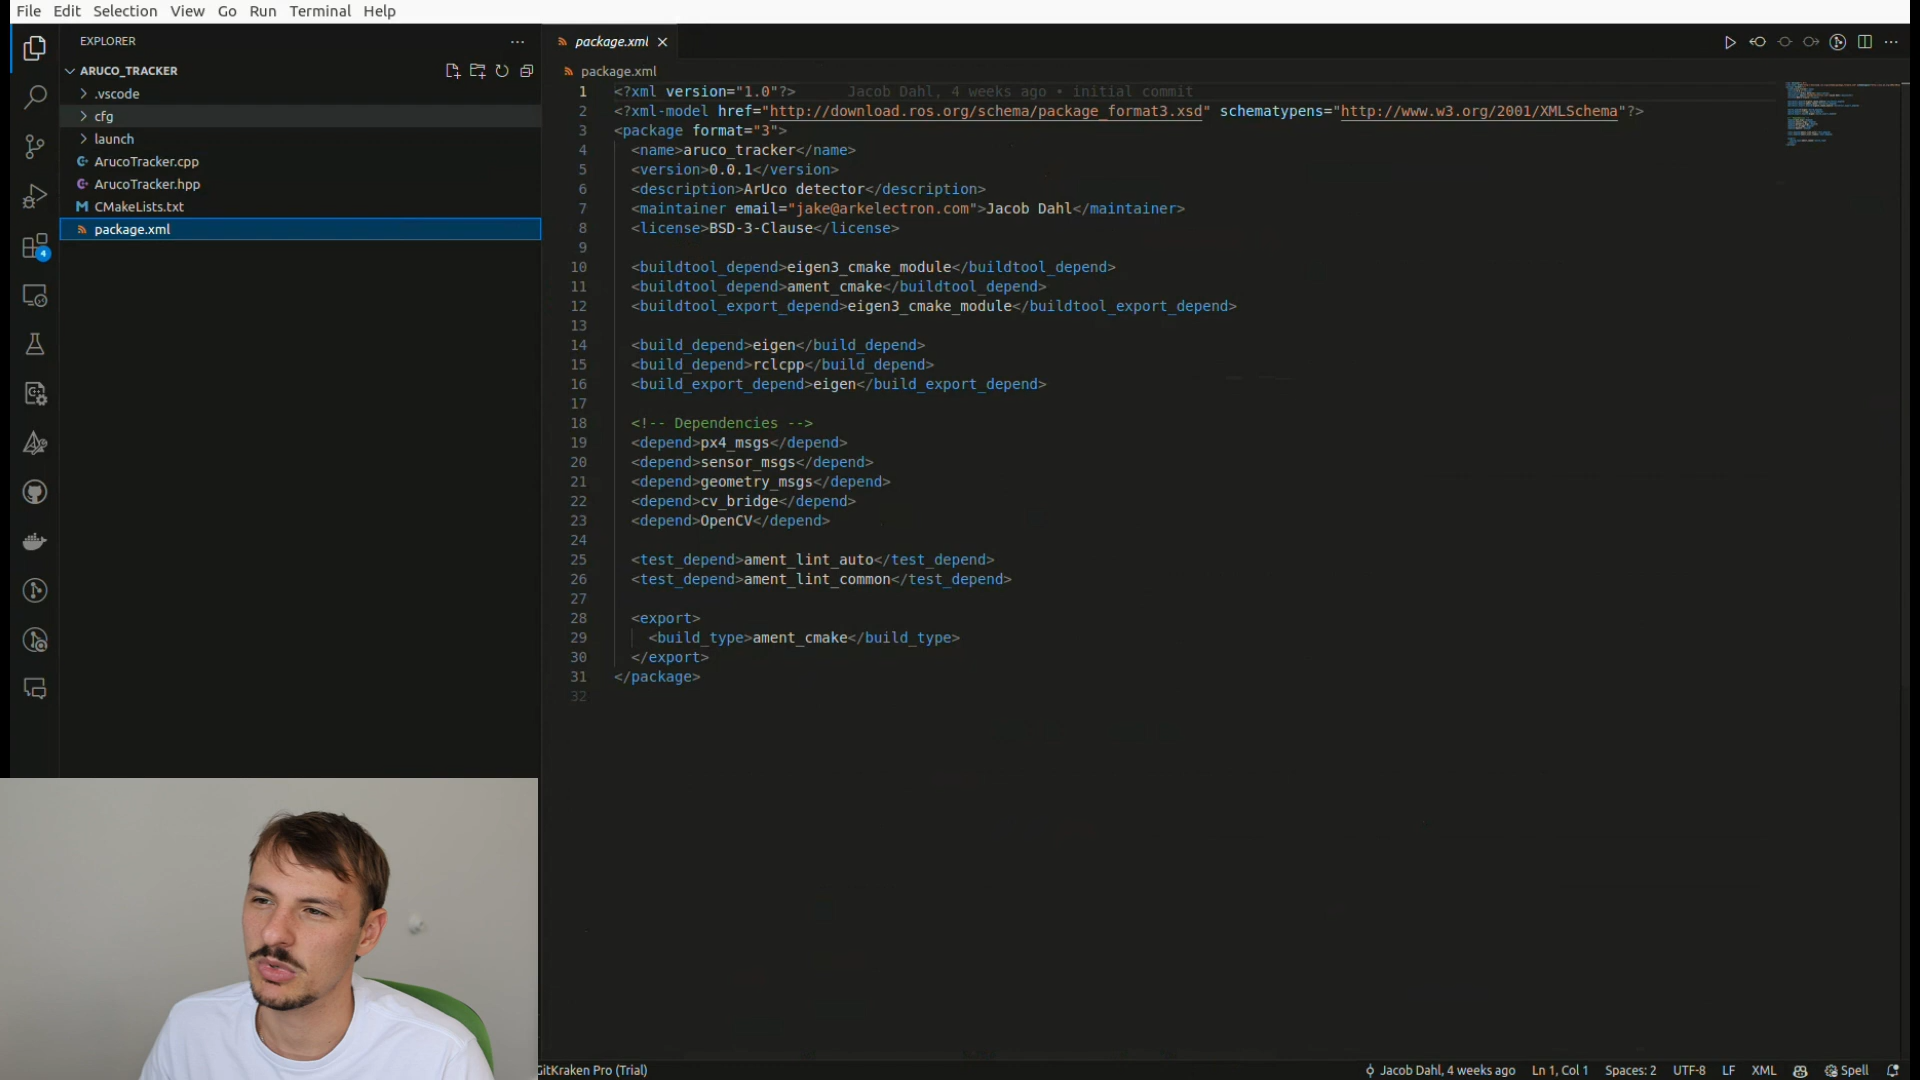 File Edit Selection View Go Run Terminal Help
EXPLORER
ARUCO_TRACKER
.vscode
cfg
launch
ArucoTracker.cpp
ArucoTracker.hpp
CMakeLists.txt
package.xml
4
package.xml
package.xml
1 <?xml version="1.0"?> Jacob Dahl, 4 weeks ago • initial commit
2 <?xml-model href="http://download.ros.org/schema/package_format3.xsd" schematypens="http://www.w3.org/2001/XMLSchema"?>
3 <package format="3">
4 <name>aruco_tracker</name>
5 <version>0.0.1</version>
6 <description>ArUco detector</description>
7 <maintainer email="jake@arkelectron.com">Jacob Dahl</maintainer>
8 <license>BSD-3-Clause</license>
9
10 <buildtool_depend>eigen3_cmake_module</buildtool_depend>
11 <buildtool_depend>ament_cmake</buildtool_depend>
12 <buildtool_export_depend>eigen3_cmake_module</buildtool_export_depend>
13
14 <build_depend>eigen</build_depend>
15 <build_depend>rclcpp</build_depend>
16 <build_export_depend>eigen</build_export_depend>
17
18 <!-- Dependencies -->
19 <depend>px4_msgs</depend>
20 <depend>sensor_msgs</depend>
21 <depend>geometry_msgs</depend>
22 <depend>cv_bridge</depend>
23 <depend>OpenCV</depend>
24
25 <test_depend>ament_lint_auto</test_depend>
26 <test_depend>ament_lint_common</test_depend>
27
28 <export>
29 <build_type>ament_cmake</build_type>
30 </export>
31 </package>
32
GitKraken Pro (Trial) Jacob Dahl, 4 weeks ago Ln 1, Col 1 Spaces: 2 UTF-8 LF XML Spell